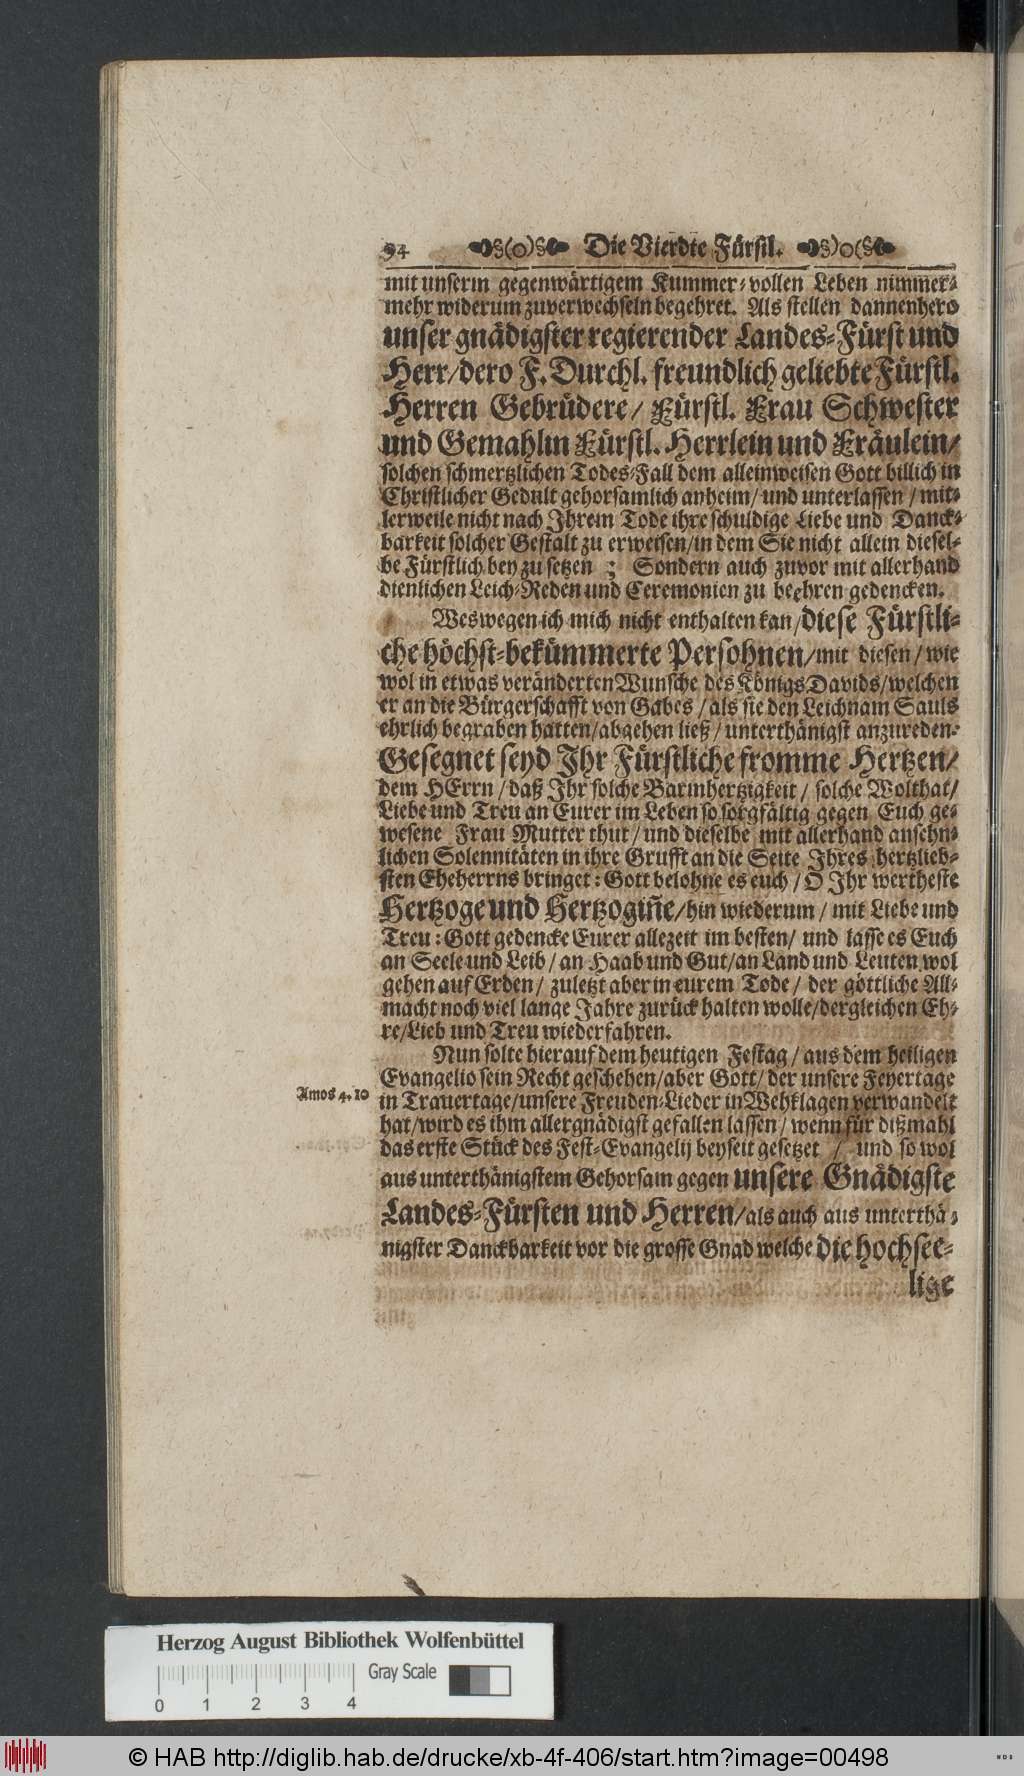 94 §(o)§ Die Vierdte Fürstl. §)o(§
mit unserm gegenwärtigem Kummer-vollen Leben nimmer-
mehr widerum zuverwechseln begehret. Als stellen dannenhero
unser gnädigster regierender Landes-Fürst und
Herr/dero F. Durchl. freundlich geliebte Fürstl.
Herren Gebrüdere/ Fürstl. Frau Schwester
und Gemahlin Fürstl. Herrlein und Fräulein/
solchen schmertzlichen Todes-Fall dem alleinweisen Gott billich in
Christlicher Gedult gehorsamlich anheim/ und unterlassen / mit-
lerweile nicht nach Ihrem Tode ihre schuldige Liebe und Danck-
barkeit solcher Gestalt zu erweisen/in dem Sie nicht allein diesel-
be Fürstlich bey zu setzen ; Sondern auch zuvor mit allerhand
dienlichen Leich-Reden und Ceremonien zu beehren gedencken.
Weswegen ich mich nicht enthalten kan/diese Fürstli-
che höchst-bekümmerte Persohnen/mit diesen/ wie
wol in etwas veränderten Wunsche des Königs Davids/welchen
er an die Bürgerschafft von Gabes / als sie den Leichnam Sauls
ehrlich begraben hatten/abgehen ließ/ unterthänigst anzureden.
Gesegnet seyd Ihr Fürstliche fromme Hertzen/
dem HErrn / daß Ihr solche Barmhertzigkeit / solche Wolthat/
Liebe und Treu an Eurer im Leben so sorgfältig gegen Euch ge-
wesene Frau Mutter thut/ und dieselbe mit allerhand ansehn-
lichen Solennitäten in ihre Grufft an die Seite Ihres hertzlieb-
sten Eheherrns bringet: Gott belohne es euch / O Ihr wertheste
Hertzoge und Hertzogiñe/hin wiederum / mit Liebe und
Treu: Gott gedencke Eurer allezeit im besten/ und lasse es Euch
an Seele und Leib/ an Haab und Gut/an Land und Leuten wol
gehen auf Erden/ zuletzt aber in eurem Tode/ der göttliche All-
macht noch viel lange Jahre zurück halten wolle/dergleichen Eh-
re/Lieb und Treu wiederfahren.
Nun solte hierauf dem heutigen Festag/ aus dem heiligen
Evangelio sein Recht geschehen/aber Gott/ der unsere Feyertage
Amos 4. 10 in Trauertage/unsere Freuden-Lieder in Wehklagen verwandelt
hat/wird es ihm allergnädigst gefallen lassen/ wenn für dißmahl
das erste Stück des Fest-Evangelij beyseit gesetzet / und so wol
aus unterthänigstem Gehorsam gegen unsere Gnädigste
Landes-Fürsten und Herren/als auch aus unterthä-
nigster Danckbarkeit vor die grosse Gnad welche die hochsee-
lige
Herzog August Bibliothek Wolfenbüttel
0 1 2 3 4 Gray Scale
© HAB http://diglib.hab.de/drucke/xb-4f-406/start.htm?image=00498